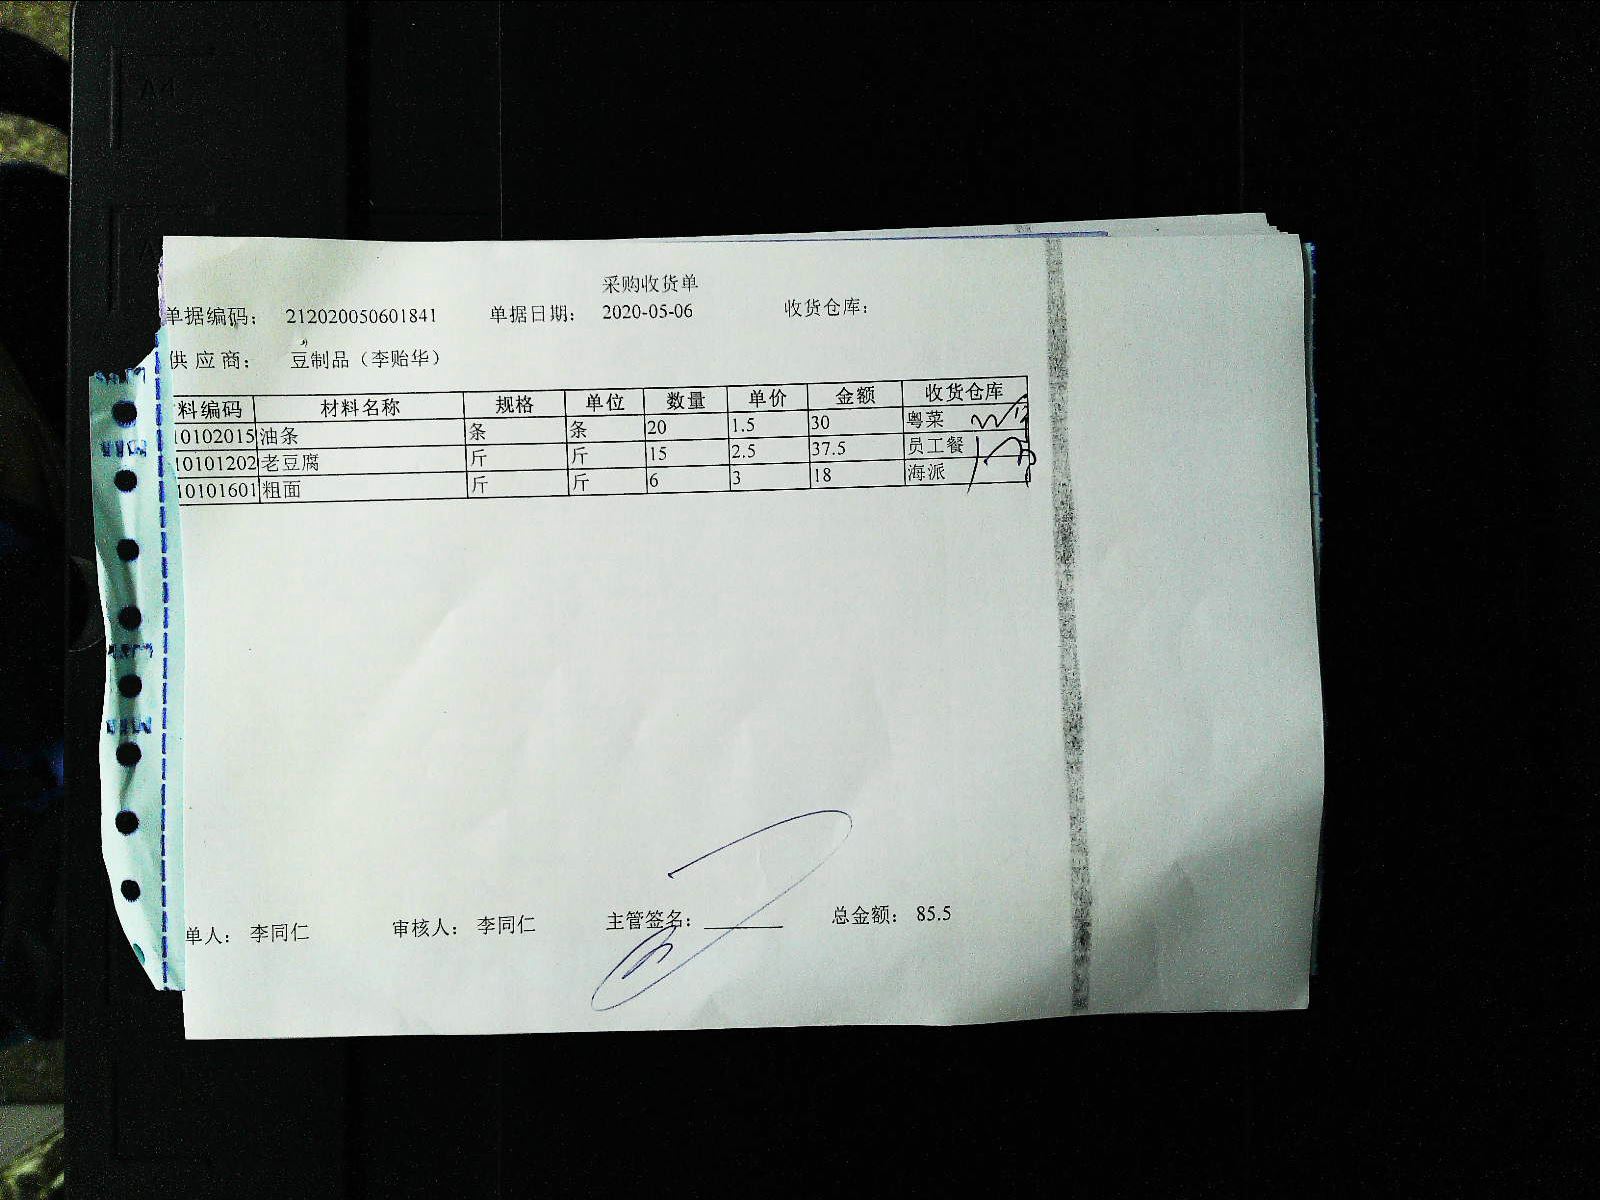 采购收货单
单据编码： 212020050601841 单据日期： 2020-05-06 收货仓库：
供应商： 豆制品（李贻华）
料编码 材料名称 规格 单位 数量 单价 金额 收货仓库
10102015 油条 条 条 20 1.5 30 粤菜
10101202 老豆腐 斤 斤 15 2.5 37.5 员工餐
10101601 粗面 斤 斤 6 3 18 海派
单人： 李同仁 审核人： 李同仁 主管签名： 总金额： 85.5